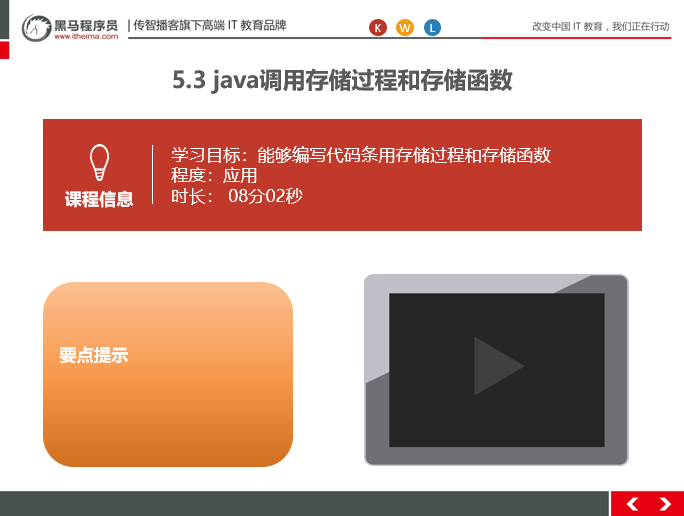 黑马程序员
www.itheima.com
传智播客旗下高端 IT 教育品牌
K W L
改变中国 IT 教育，我们正在行动
5.3 java调用存储过程和存储函数
课程信息
学习目标：能够编写代码条用存储过程和存储函数
程度：应用
时长： 08分02秒
要点提示